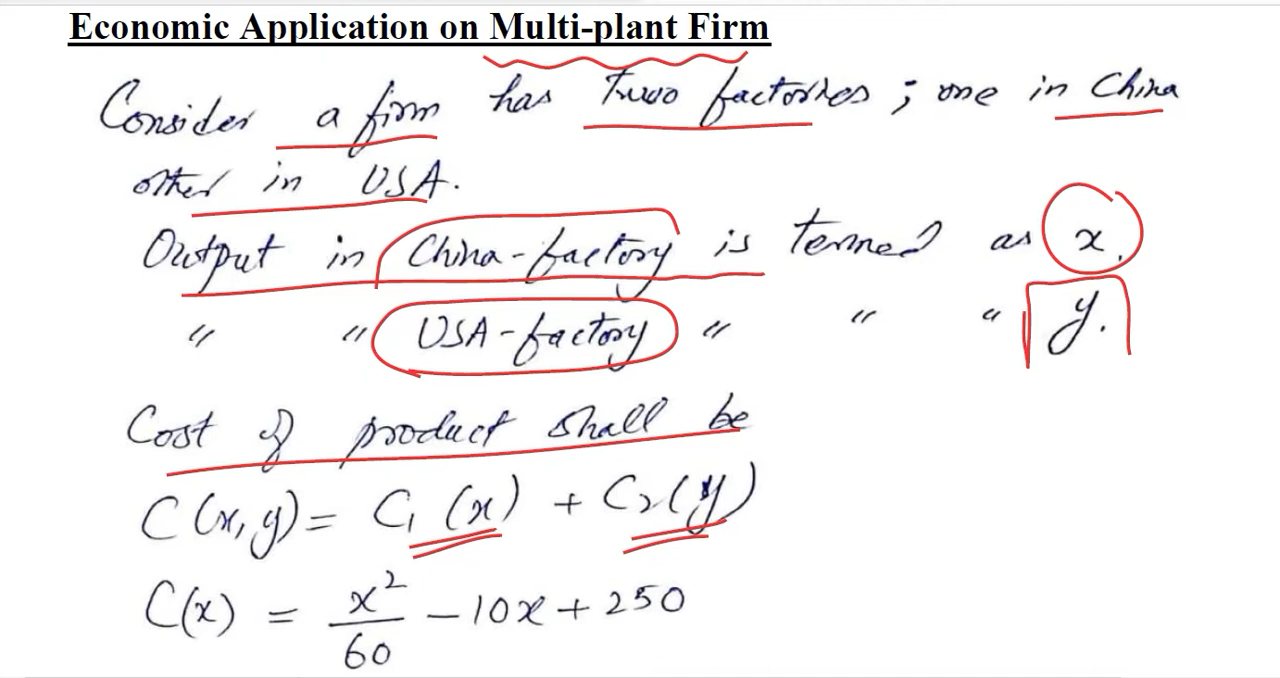 Economic Application on Multi-plant Firm
Consider a firm has two factories; one in China
other in USA.
Output in China-factory is termed as x.
" " USA-factory " " " y.
Cost of product shall be
C(x,y) = C₁(x) + C₂(y)
C(x) = x²/60 - 10x + 250